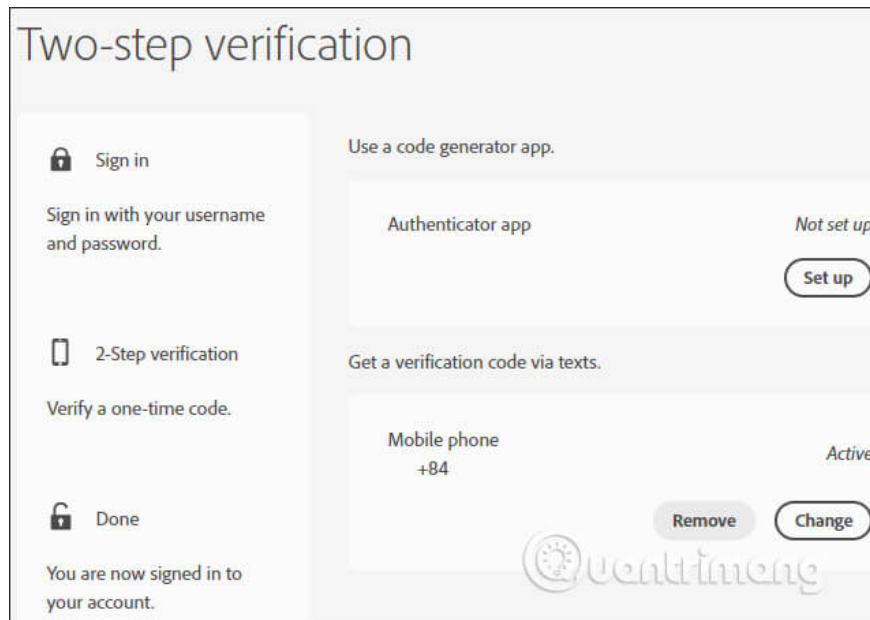 Two-step verification
Sign in
Sign in with your username
and password.
2-Step verification
Verify a one-time code.
Done
You are now signed in to
your account.
Use a code generator app.
Authenticator app
Not set up
Set up
Get a verification code via texts.
Mobile phone
+84
Active
Remove
Change
Quantrimang